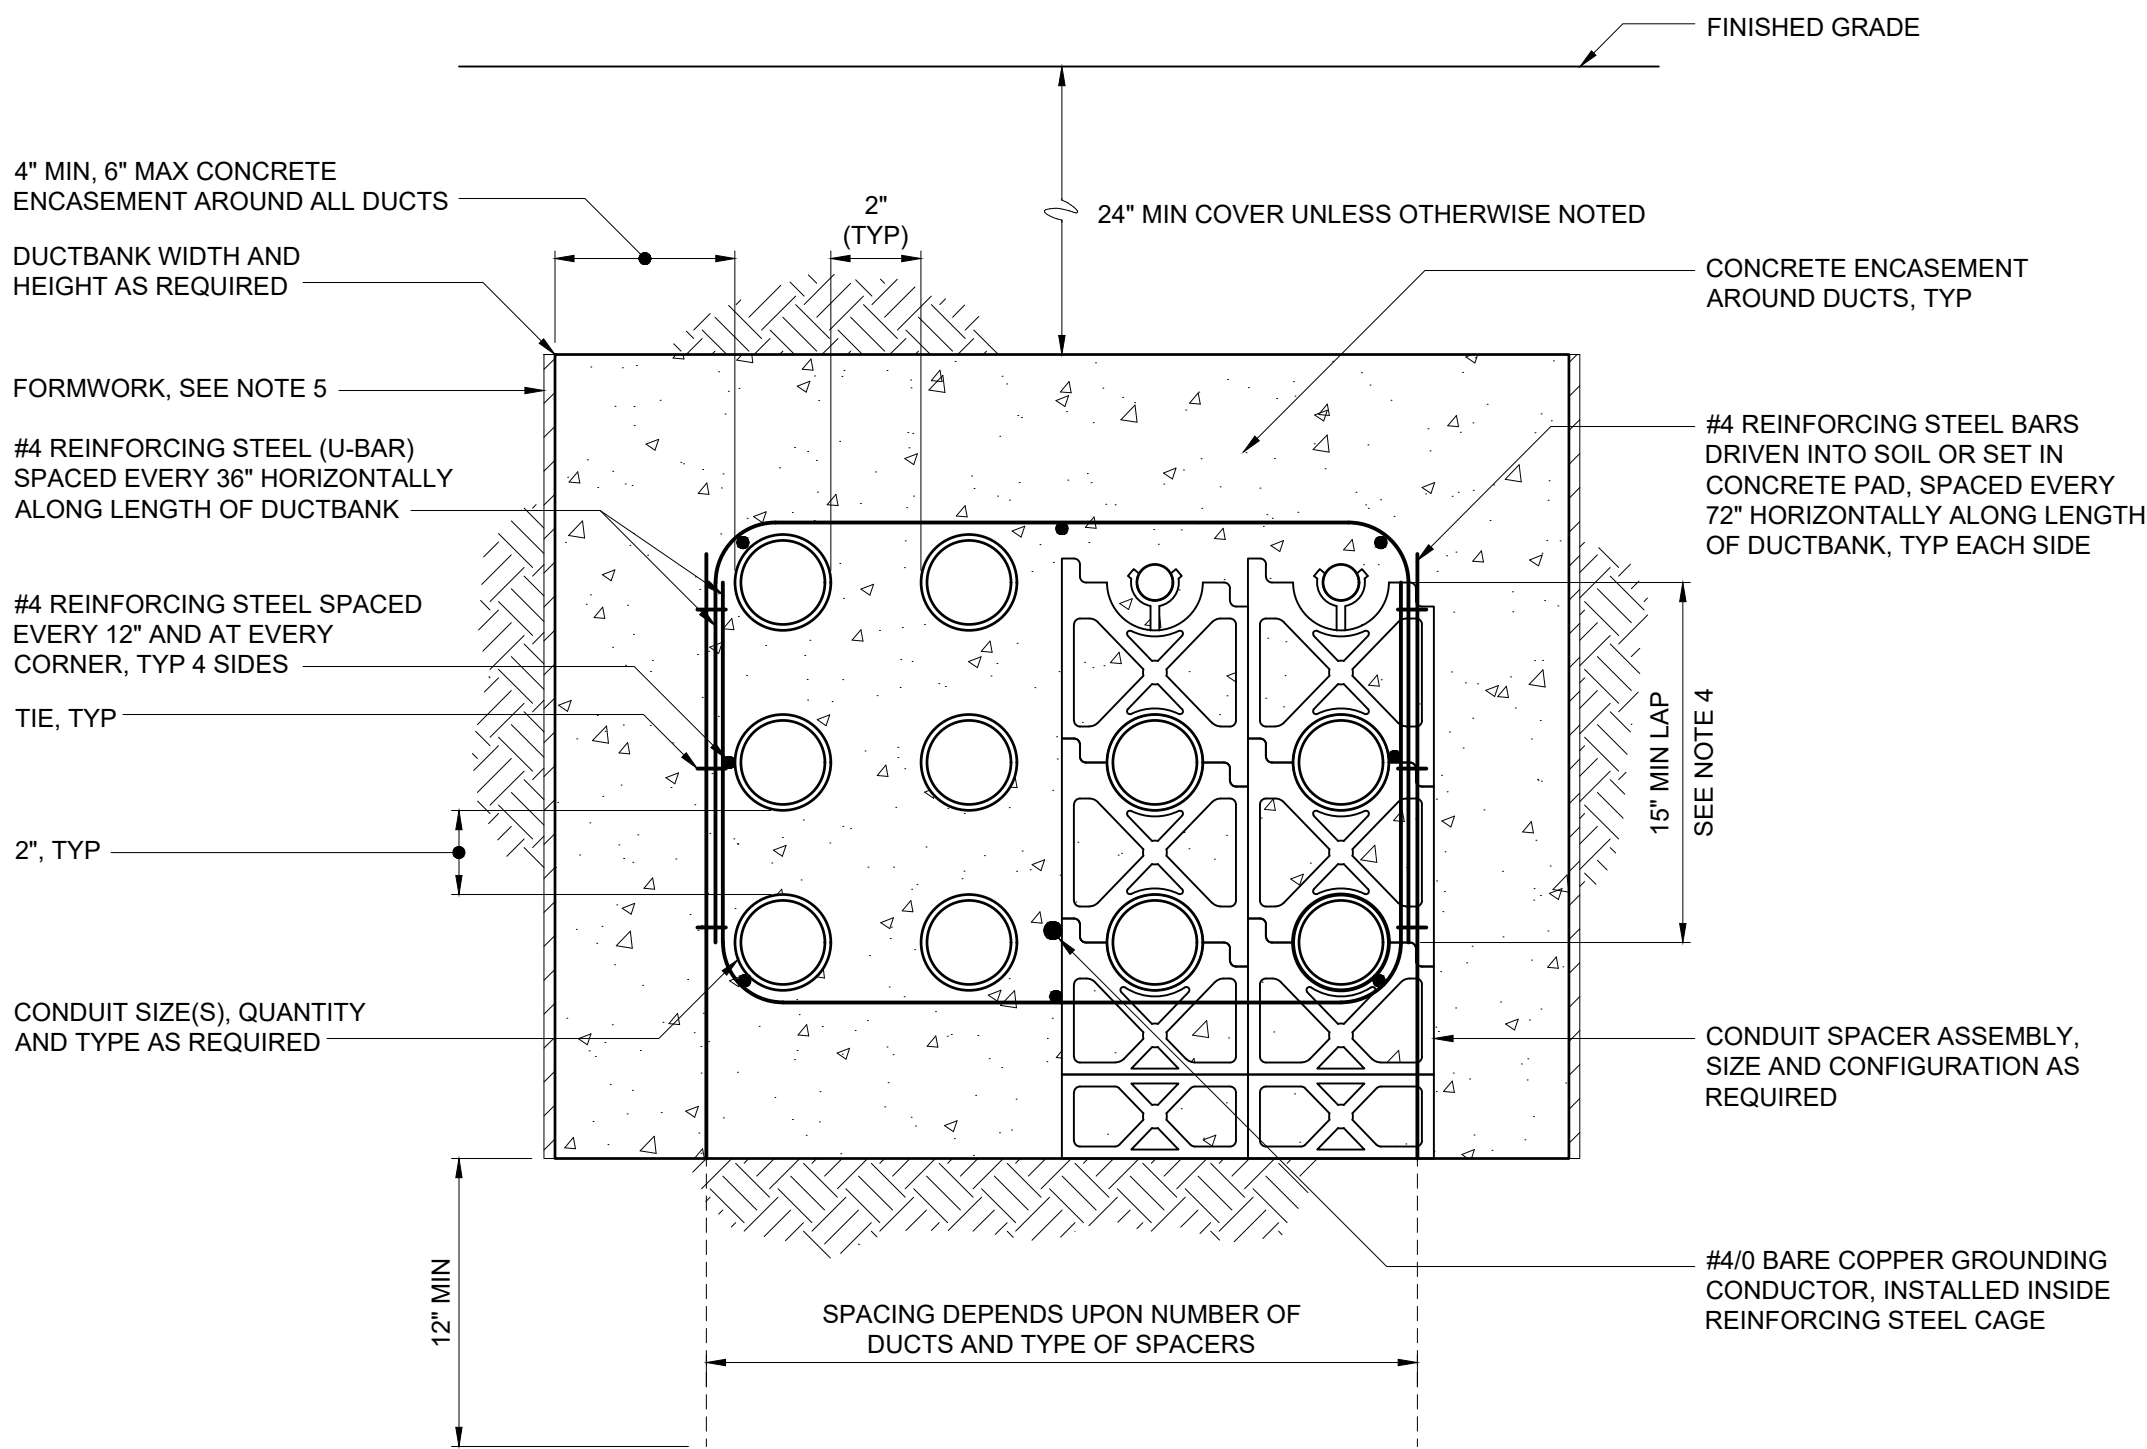 FINISHED GRADE
4" MIN, 6" MAX CONCRETE
ENCASEMENT AROUND ALL DUCTS
2"
(TYP)
24" MIN COVER UNLESS OTHERWISE NOTED
DUCTBANK WIDTH AND
HEIGHT AS REQUIRED
CONCRETE ENCASEMENT
AROUND DUCTS, TYP
FORMWORK, SEE NOTE 5
#4 REINFORCING STEEL (U-BAR)
SPACED EVERY 36" HORIZONTALLY
ALONG LENGTH OF DUCTBANK
#4 REINFORCING STEEL BARS
DRIVEN INTO SOIL OR SET IN
CONCRETE PAD, SPACED EVERY
72" HORIZONTALLY ALONG LENGTH
OF DUCTBANK, TYP EACH SIDE
#4 REINFORCING STEEL SPACED
EVERY 12" AND AT EVERY
CORNER, TYP 4 SIDES
TIE, TYP
15" MIN LAP
SEE NOTE 4
2", TYP
CONDUIT SIZE(S), QUANTITY
AND TYPE AS REQUIRED
CONDUIT SPACER ASSEMBLY,
SIZE AND CONFIGURATION AS
REQUIRED
12" MIN
SPACING DEPENDS UPON NUMBER OF
DUCTS AND TYPE OF SPACERS
#4/0 BARE COPPER GROUNDING
CONDUCTOR, INSTALLED INSIDE
REINFORCING STEEL CAGE